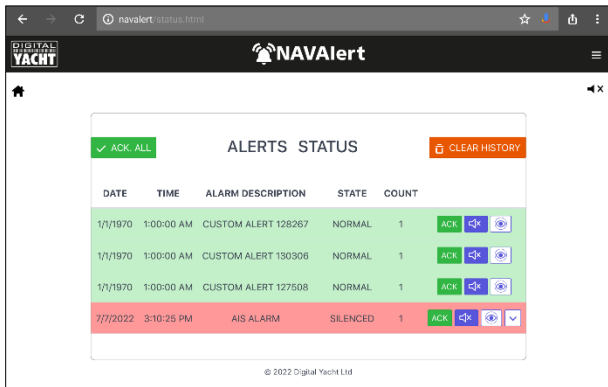 navalert/status.html
DIGITAL
YACHT
NAVAlert
ACK. ALL
ALERTS STATUS
CLEAR HISTORY
DATE TIME ALARM DESCRIPTION STATE COUNT
1/1/1970 1:00:00 AM CUSTOM ALERT 128267 NORMAL 1 ACK
1/1/1970 1:00:00 AM CUSTOM ALERT 130306 NORMAL 1 ACK
1/1/1970 1:00:00 AM CUSTOM ALERT 127508 NORMAL 1 ACK
7/7/2022 3:10:25 PM AIS ALARM SILENCED 1 ACK
© 2022 Digital Yacht Ltd